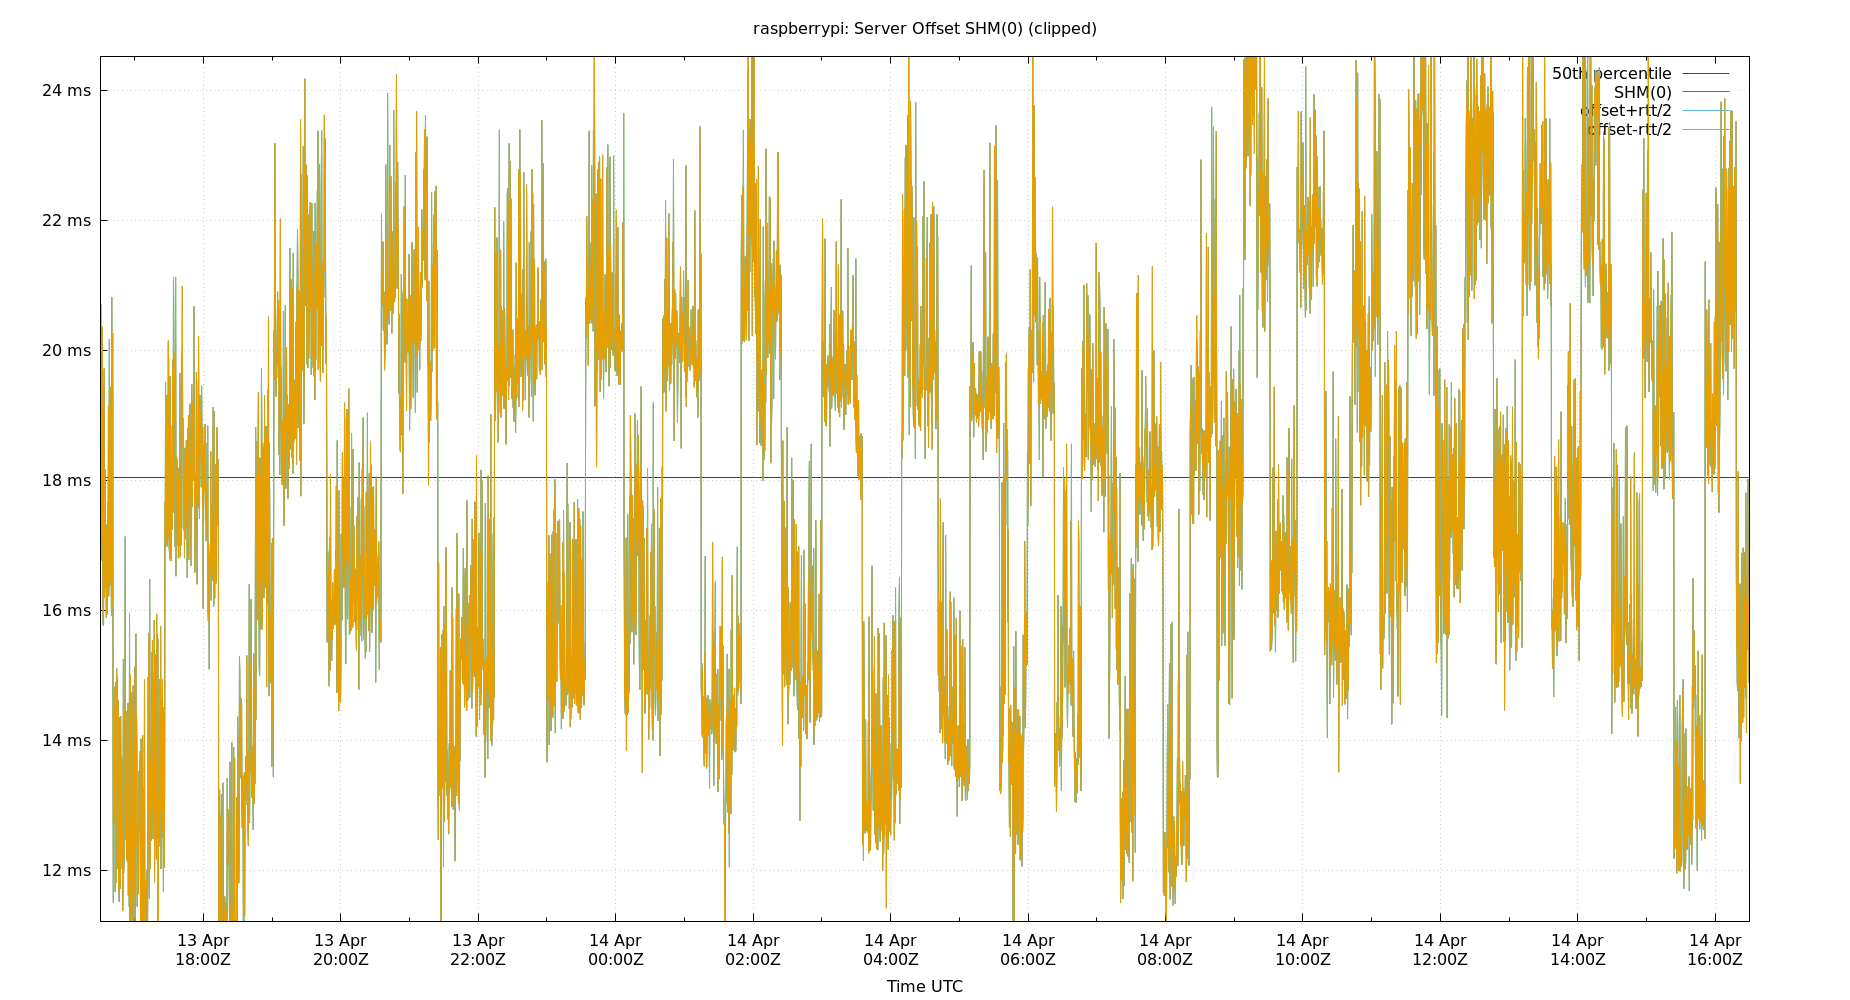 raspberrypi: Server Offset SHM(0) (clipped)
24 ms
22 ms
20 ms
18 ms
16 ms
14 ms
12 ms
50th percentile
SHM(0)
offset+rtt/2
offset-rtt/2
13 Apr
18:00Z
13 Apr
20:00Z
13 Apr
22:00Z
14 Apr
00:00Z
14 Apr
02:00Z
14 Apr
04:00Z
14 Apr
06:00Z
14 Apr
08:00Z
14 Apr
10:00Z
14 Apr
12:00Z
14 Apr
14:00Z
14 Apr
16:00Z
Time UTC